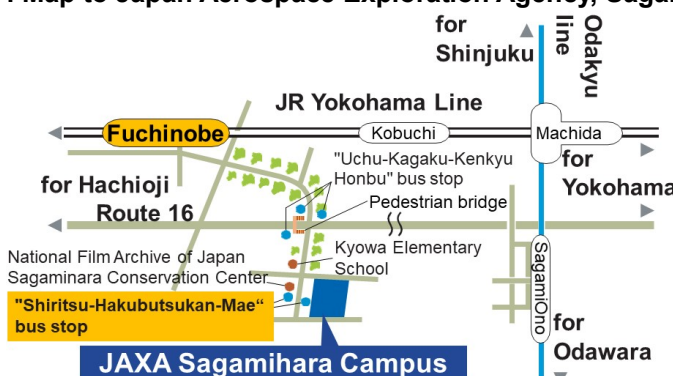 Map to Japan Aerospace Exploration Agency,
for
Shinjuku
Odakyu
line
JR Yokohama Line
Fuchinobe
Kobuchi
Machida
"Uchu-Kagaku-Kenkyu
Honbu" bus stop
for
Yokohama
for Hachioji
Route 16
Pedestrian bridge
Kyowa Elementary
School
National Film Archive of Japan
Sagaminara Conservation Center
"Shiritsu-Hakubutsukan-Mae“
bus stop
SagamiOno
for
Odawara
JAXA Sagamihara Campus